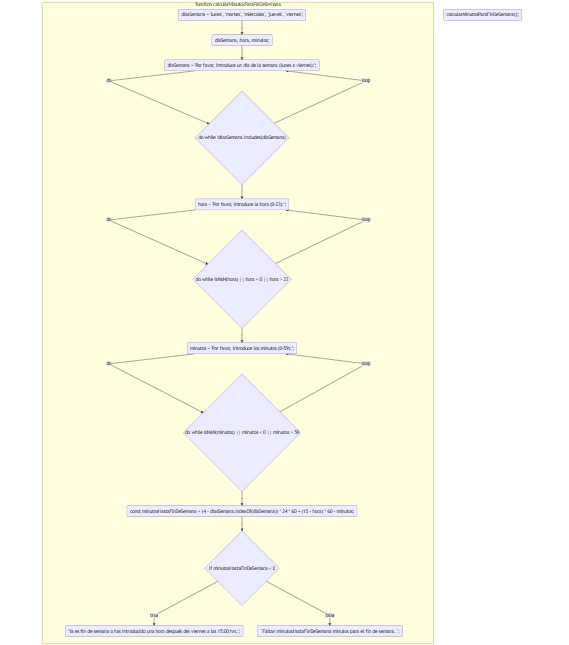 function calcularMinutosParaFinDeSemana
diasSemana = 'lunes', 'martes', 'miércoles', 'jueves', 'viernes';
calcularMinutosParaFinDeSemana();
diaSemana, hora, minutos;
diaSemana = 'Por favor, introduce un día de la semana (lunes a viernes):';
do
loop
do while !diasSemana.includes(diaSemana)
hora = 'Por favor, introduce la hora (0-23):';
do
loop
do while isNaN(hora) || hora < 0 || hora > 23
minutos = 'Por favor, introduce los minutos (0-59):';
do
loop
do while isNaN(minutos) || minutos < 0 || minutos > 59
const minutosHastaFinDeSemana = (4 - diasSemana.indexOf(diaSemana)) * 24 * 60 + (15 - hora) * 60 - minutos;
if minutosHastaFinDeSemana < 0
true
false
'Ya es fin de semana o has introducido una hora después del viernes a las 15:00 hrs.';
`Faltan minutosHastaFinDeSemana minutos para el fin de semana.`;